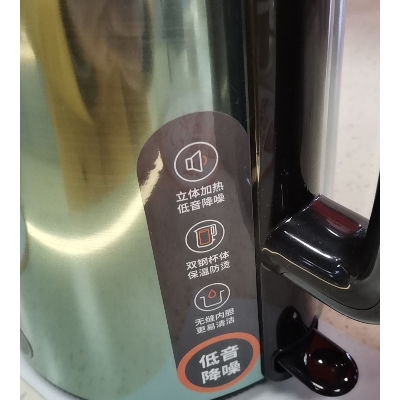 立体加热
低音降噪
双钢杯体
保温防烫
无缝内胆
更易清洁
低音
降噪